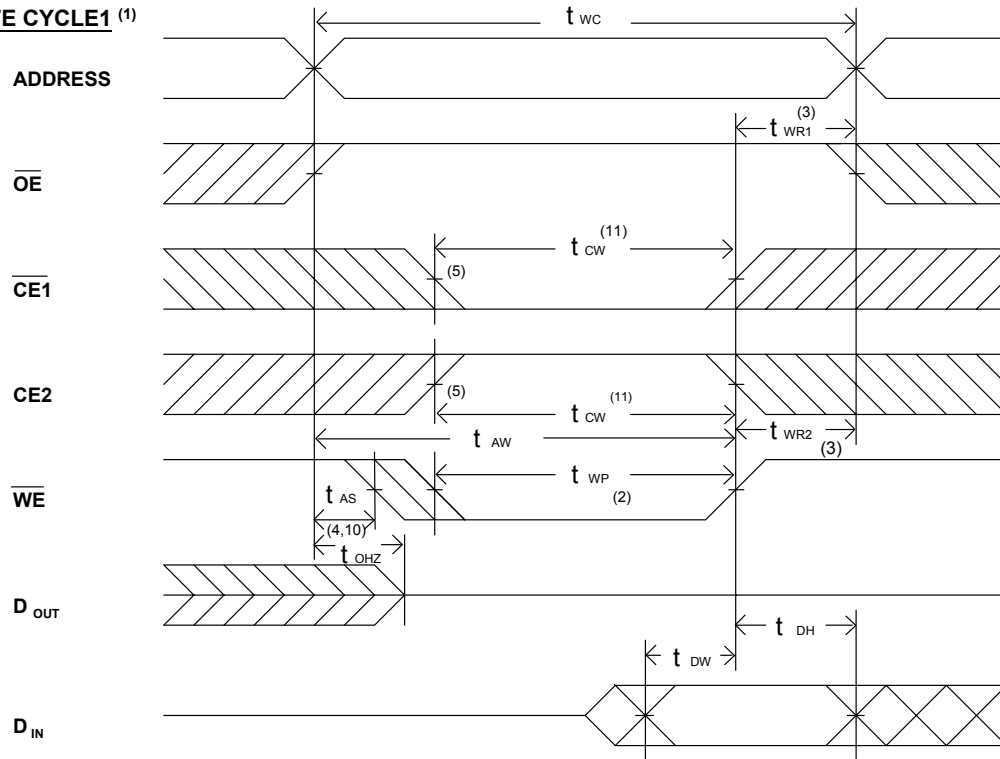 TE CYCLE1 (1)
t WC
ADDRESS
(3)
t WR1
OE
(11)
t CW
CE1
(5)
CE2
(5)
t CW (11)
t AW
t WR2
(3)
WE
t WP
(2)
t AS
(4,10)
t OHZ
D OUT
t DH
t DW
D IN